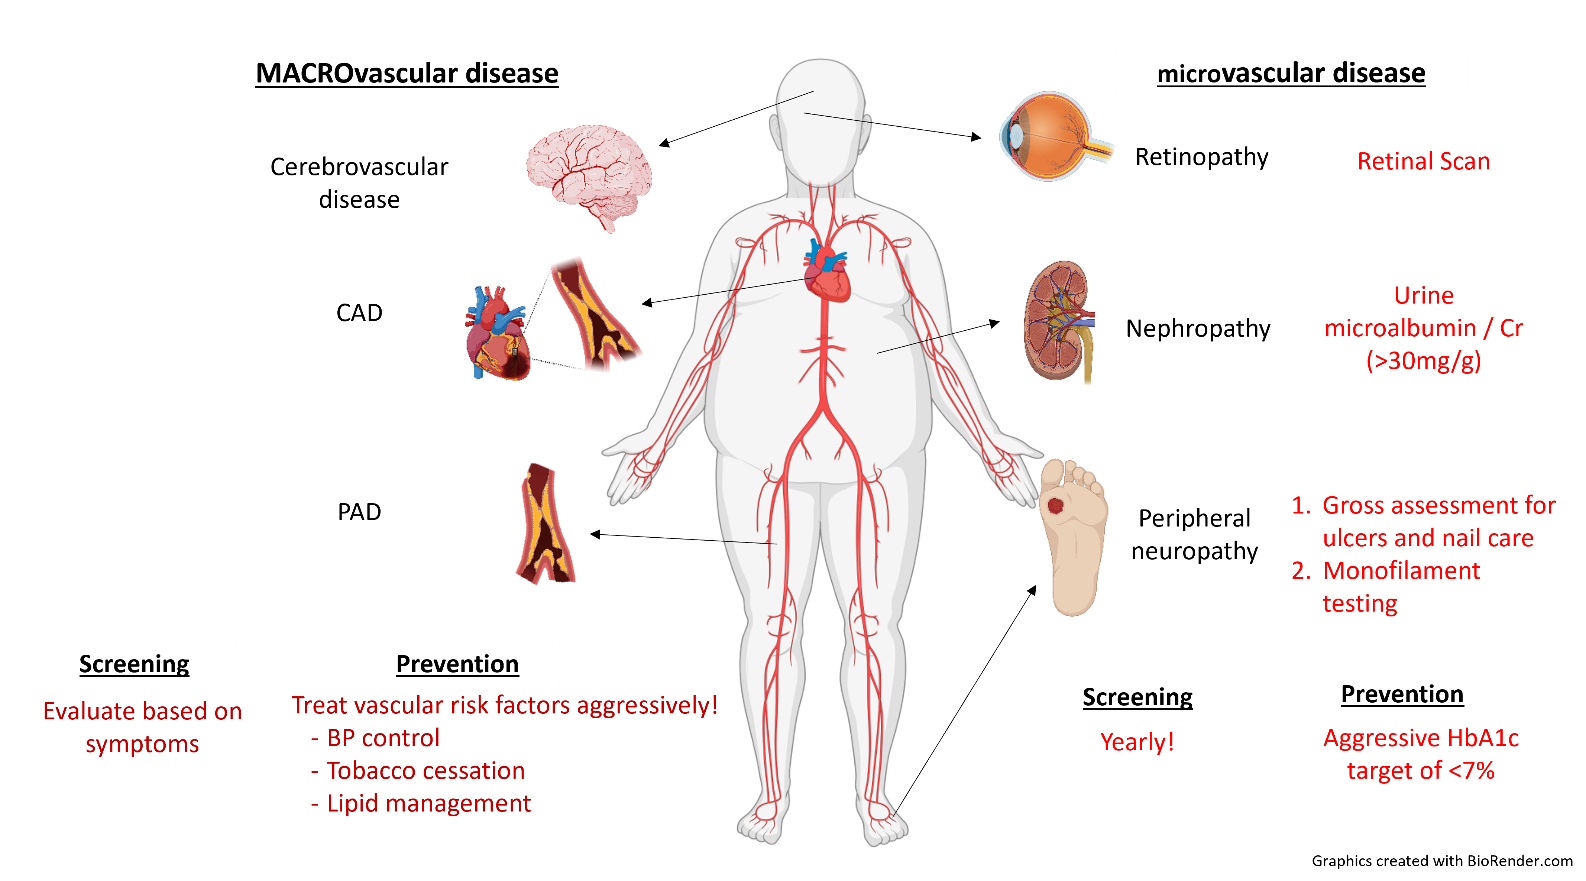 MACROvascular disease
Cerebrovascular
disease
CAD
PAD
Screening
Evaluate based on
symptoms
Prevention
Treat vascular risk factors aggressively!
- BP control
- Tobacco cessation
- Lipid management
microvascular disease
Retinopathy
Retinal Scan
Nephropathy
Urine
microalbumin / Cr
(>30mg/g)
Peripheral
neuropathy
1. Gross assessment for
ulcers and nail care
2. Monofilament
testing
Screening
Yearly!
Prevention
Aggressive HbA1c
target of <7%
Graphics created with BioRender.com